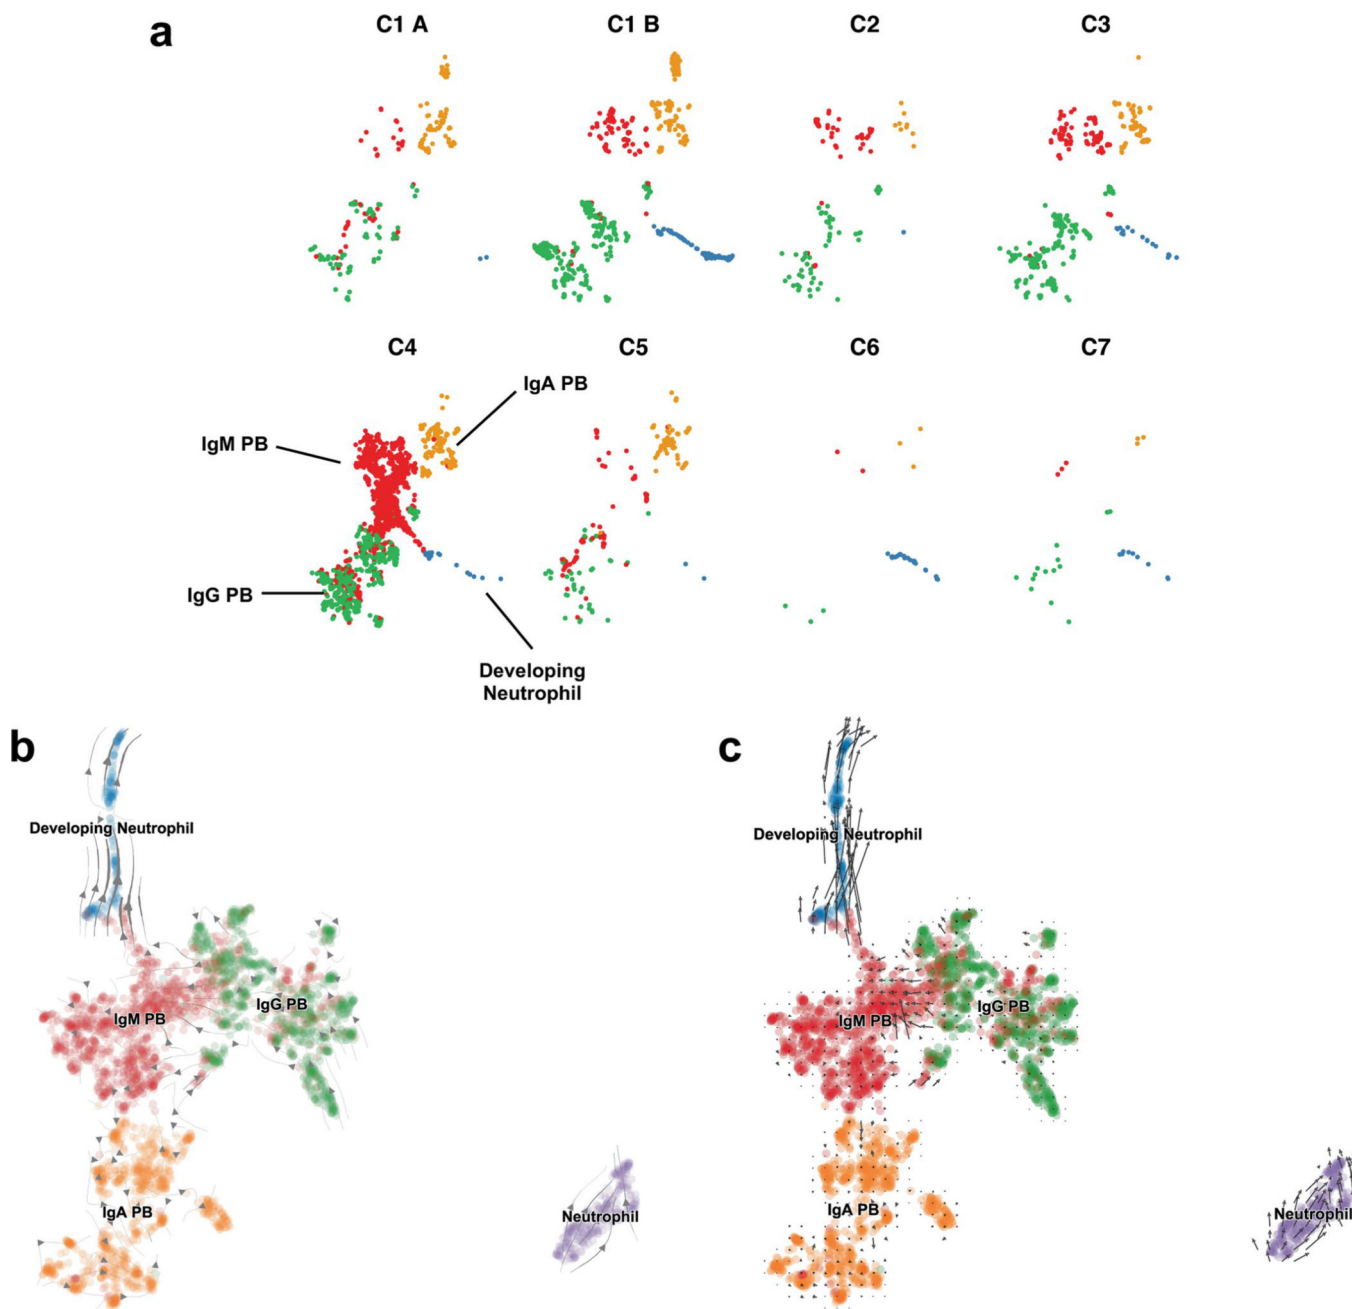 a
C1 A
C1 B
C2
C3
C4
C5
C6
C7
IgA PB
IgM PB
IgG PB
Developing
Neutrophil
b
Developing Neutrophil
IgM PB
IgG PB
IgA PB
Neutrophil
c
Developing Neutrophil
IgM PB
IgG PB
IgA PB
Neutrophil